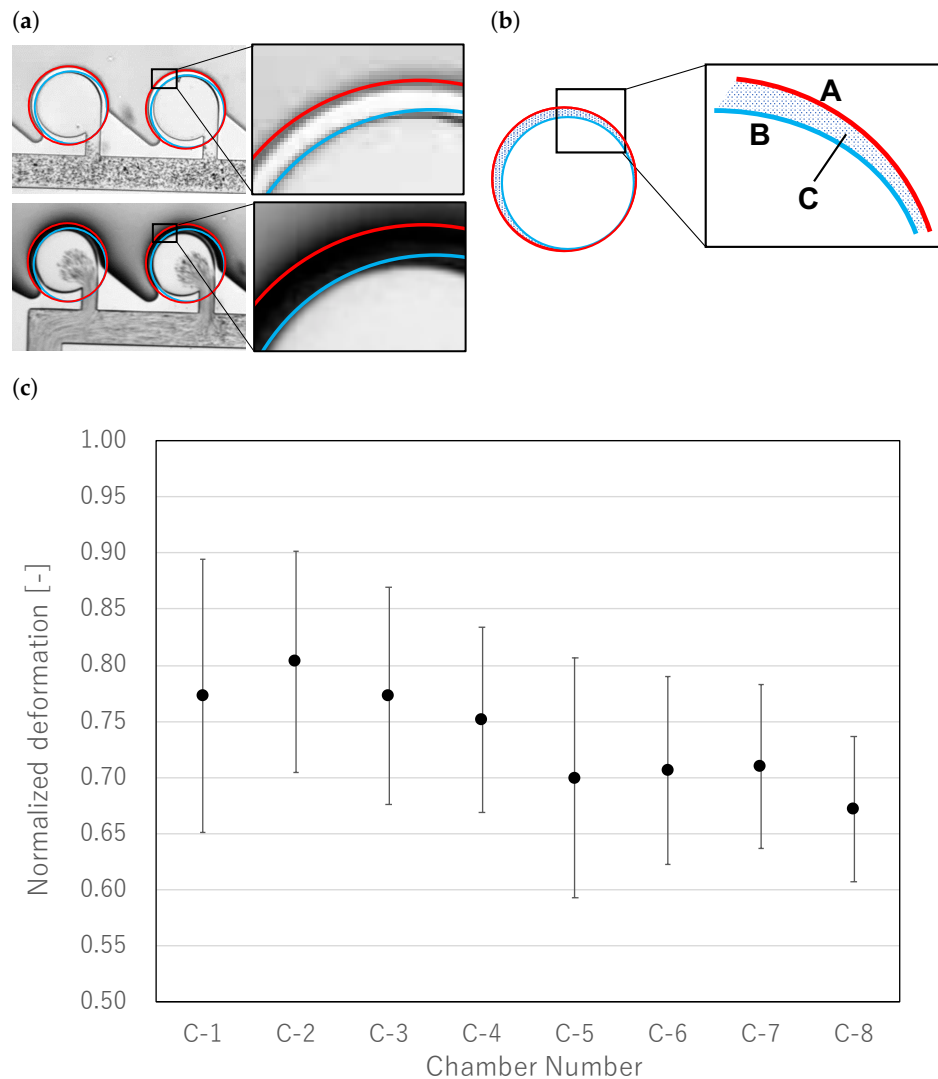 (a)
(b)
A
B
C
(c)
1.00
0.95
0.90
0.85
0.80
0.75
0.70
0.65
0.60
0.55
0.50
Normalized deformation [-]
C-1 C-2 C-3 C-4 C-5 C-6 C-7 C-8
Chamber Number